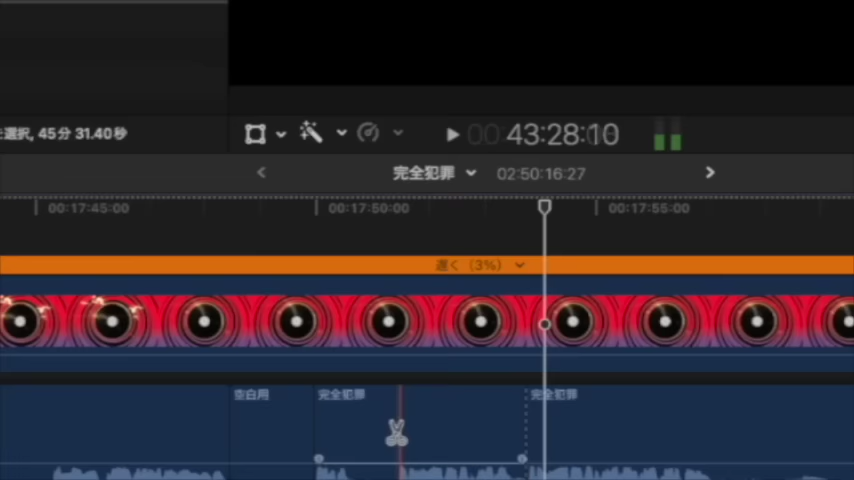 を選択, 45分 31.40秒
00 43:28:10
完全犯罪 02:50:16:27
00:17:45:00 00:17:50:00 00:17:55:00
遅く (3%)
空白用 完全犯罪 完全犯罪